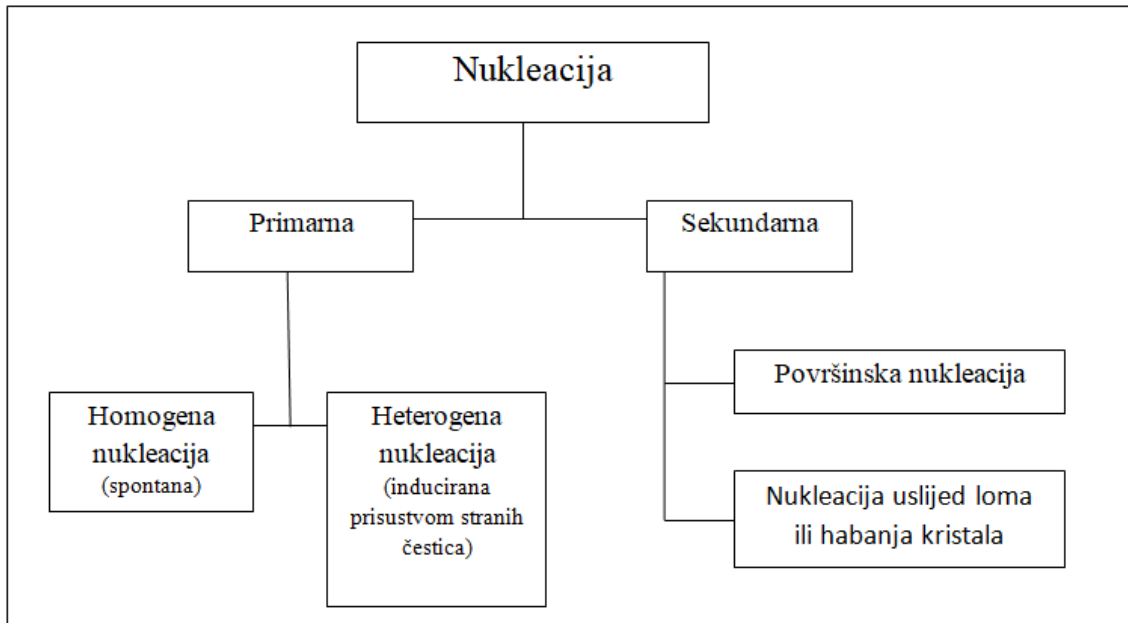 Nukleacija
Primarna
Sekundarna
Homogena
nukleacija
(spontana)
Heterogena
nukleacija
(inducirana
prisustvom stranih
čestica)
Površinska nukleacija
Nukleacija uslijed loma
ili habanja kristala